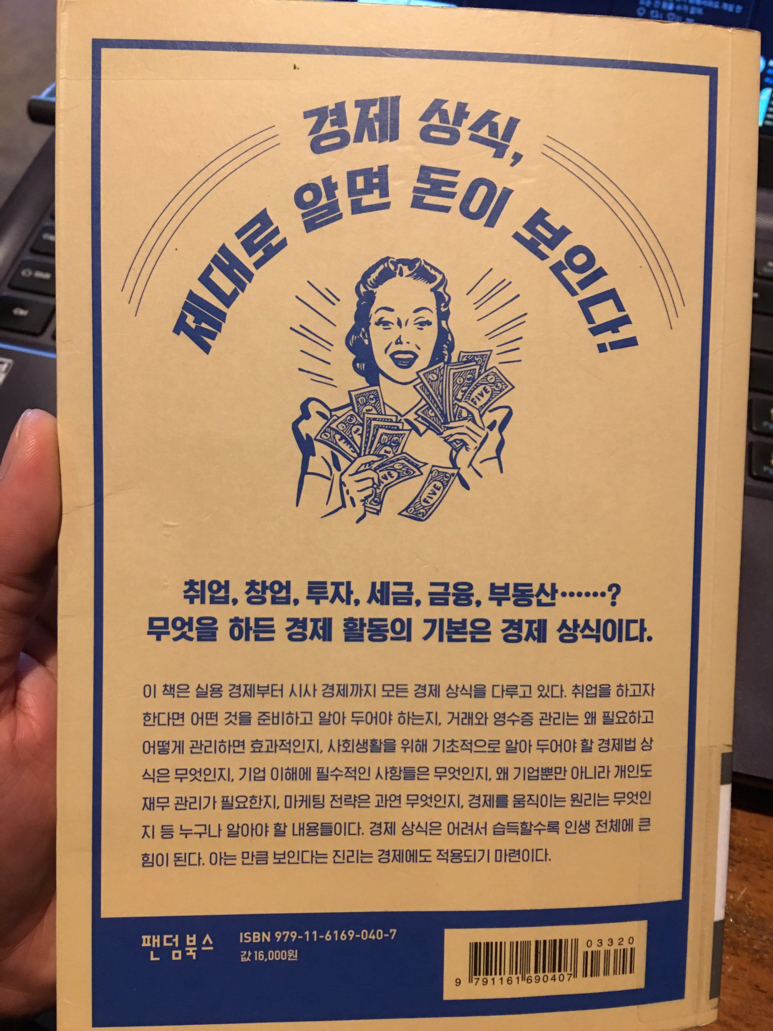 경제 상식,
제대로 알면 돈이 보인다!
FIVE
FIVE
취업, 창업, 투자, 세금, 금융, 부동산……?
무엇을 하든 경제 활동의 기본은 경제 상식이다.
이 책은 실용 경제부터 시사 경제까지 모든 경제 상식을 다루고 있다. 취업을 하고자
한다면 어떤 것을 준비하고 알아 두어야 하는지, 거래와 영수증 관리는 왜 필요하고
어떻게 관리하면 효과적인지, 사회생활을 위해 기초적으로 알아 두어야 할 경제법 상
식은 무엇인지, 기업 이해에 필수적인 사항들은 무엇인지, 왜 기업뿐만 아니라 개인도
재무 관리가 필요한지, 마케팅 전략은 과연 무엇인지, 경제를 움직이는 원리는 무엇인
지 등 누구나 알아야 할 내용들이다. 경제 상식은 어려서 습득할수록 인생 전체에 큰
힘이 된다. 아는 만큼 보인다는 진리는 경제에도 적용되기 마련이다.
팬덤북스
ISBN 979-11-6169-040-7
값 16,000원
03320
9 791161 690407